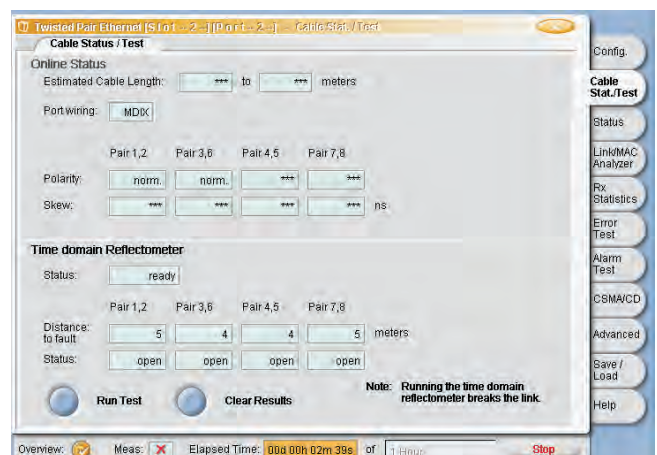 Twisted Pair Ethernet [Slot - 2 -] [Port - 2 -] - Cable Stat. / Test
Cable Status / Test
Online Status
Estimated Cable Length: *** to *** meters
Port wiring: MDIX
Pair 1,2 Pair 3,6 Pair 4,5 Pair 7,8
Polarity: norm. norm. *** ***
Skew: *** *** *** *** ns
Time domain Reflectometer
Status: ready
Pair 1,2 Pair 3,6 Pair 4,5 Pair 7,8
Distance to fault 5 4 4 5 meters
Status: open open open open
Run Test Clear Results
Note: Running the time domain
reflectometer breaks the link.
Config.
Cable
Stat./Test
Status
Link/MAC
Analyzer
Rx
Statistics
Error
Test
Alarm
Test
CSMA/CD
Advanced
Save /
Load
Help
Overview: Meas: X Elapsed Time: 00d 00h 02m 39s of 1 Hour Stop